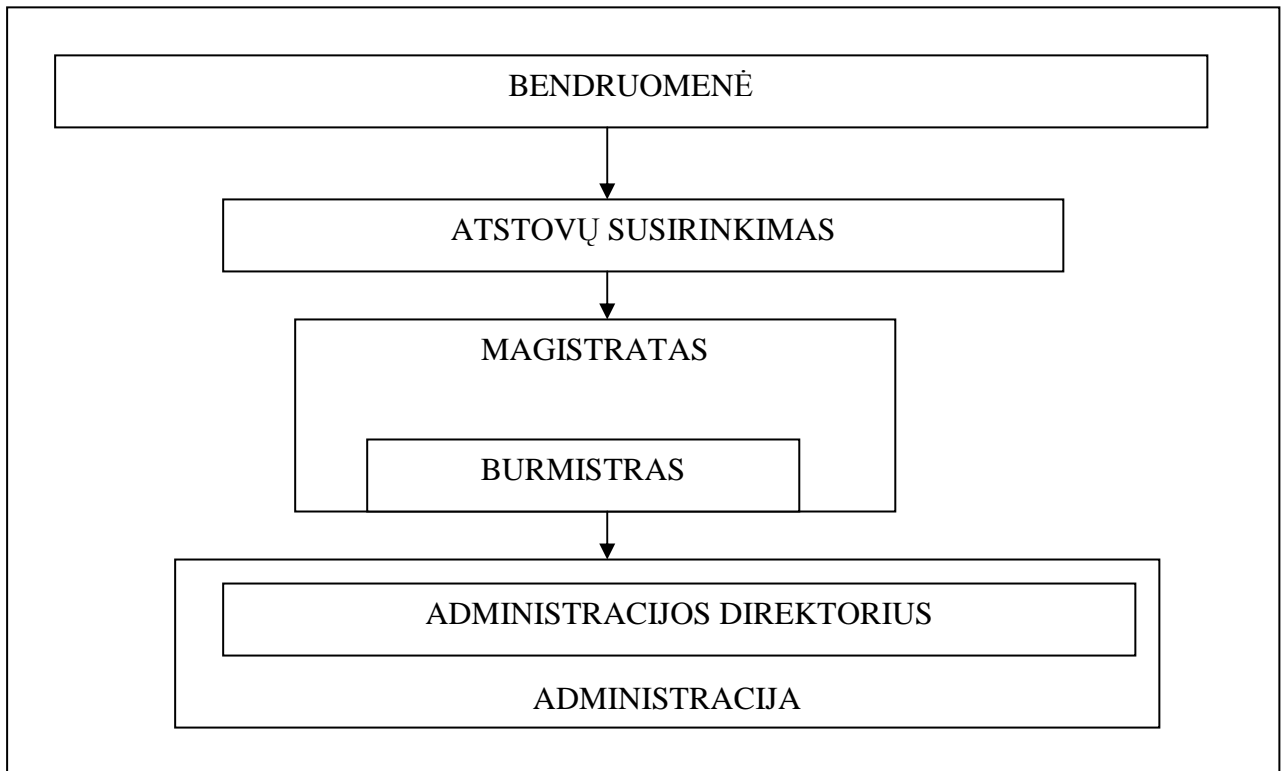 BENDRUOMENĖ
ATSTOVŲ SUSIRINKIMAS
MAGISTRATAS
BURMISTRAS
ADMINISTRACIJOS DIREKTORIUS
ADMINISTRACIJA